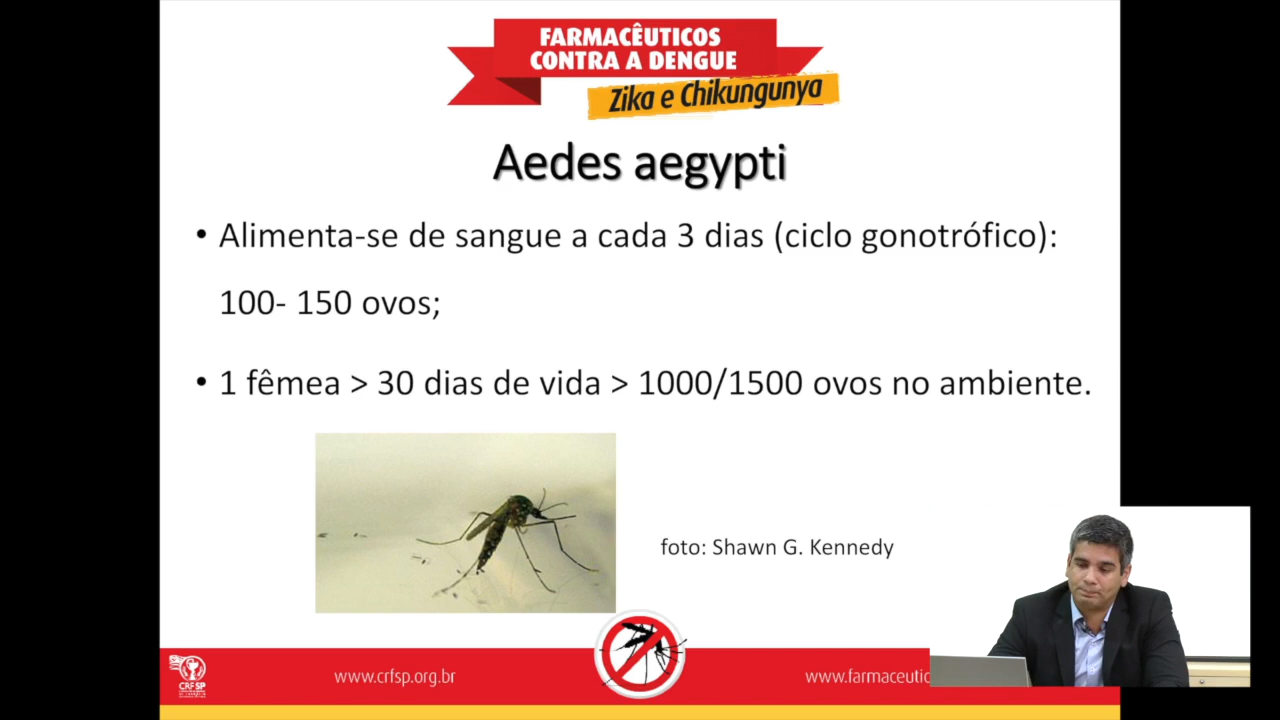 FARMACÊUTICOS
CONTRA A DENGUE
Zika e Chikungunya
Aedes aegypti
• Alimenta-se de sangue a cada 3 dias (ciclo gonotrófico):
100- 150 ovos;
• 1 fêmea > 30 dias de vida > 1000/1500 ovos no ambiente.
foto: Shawn G. Kennedy
CRF SP
www.crfsp.org.br